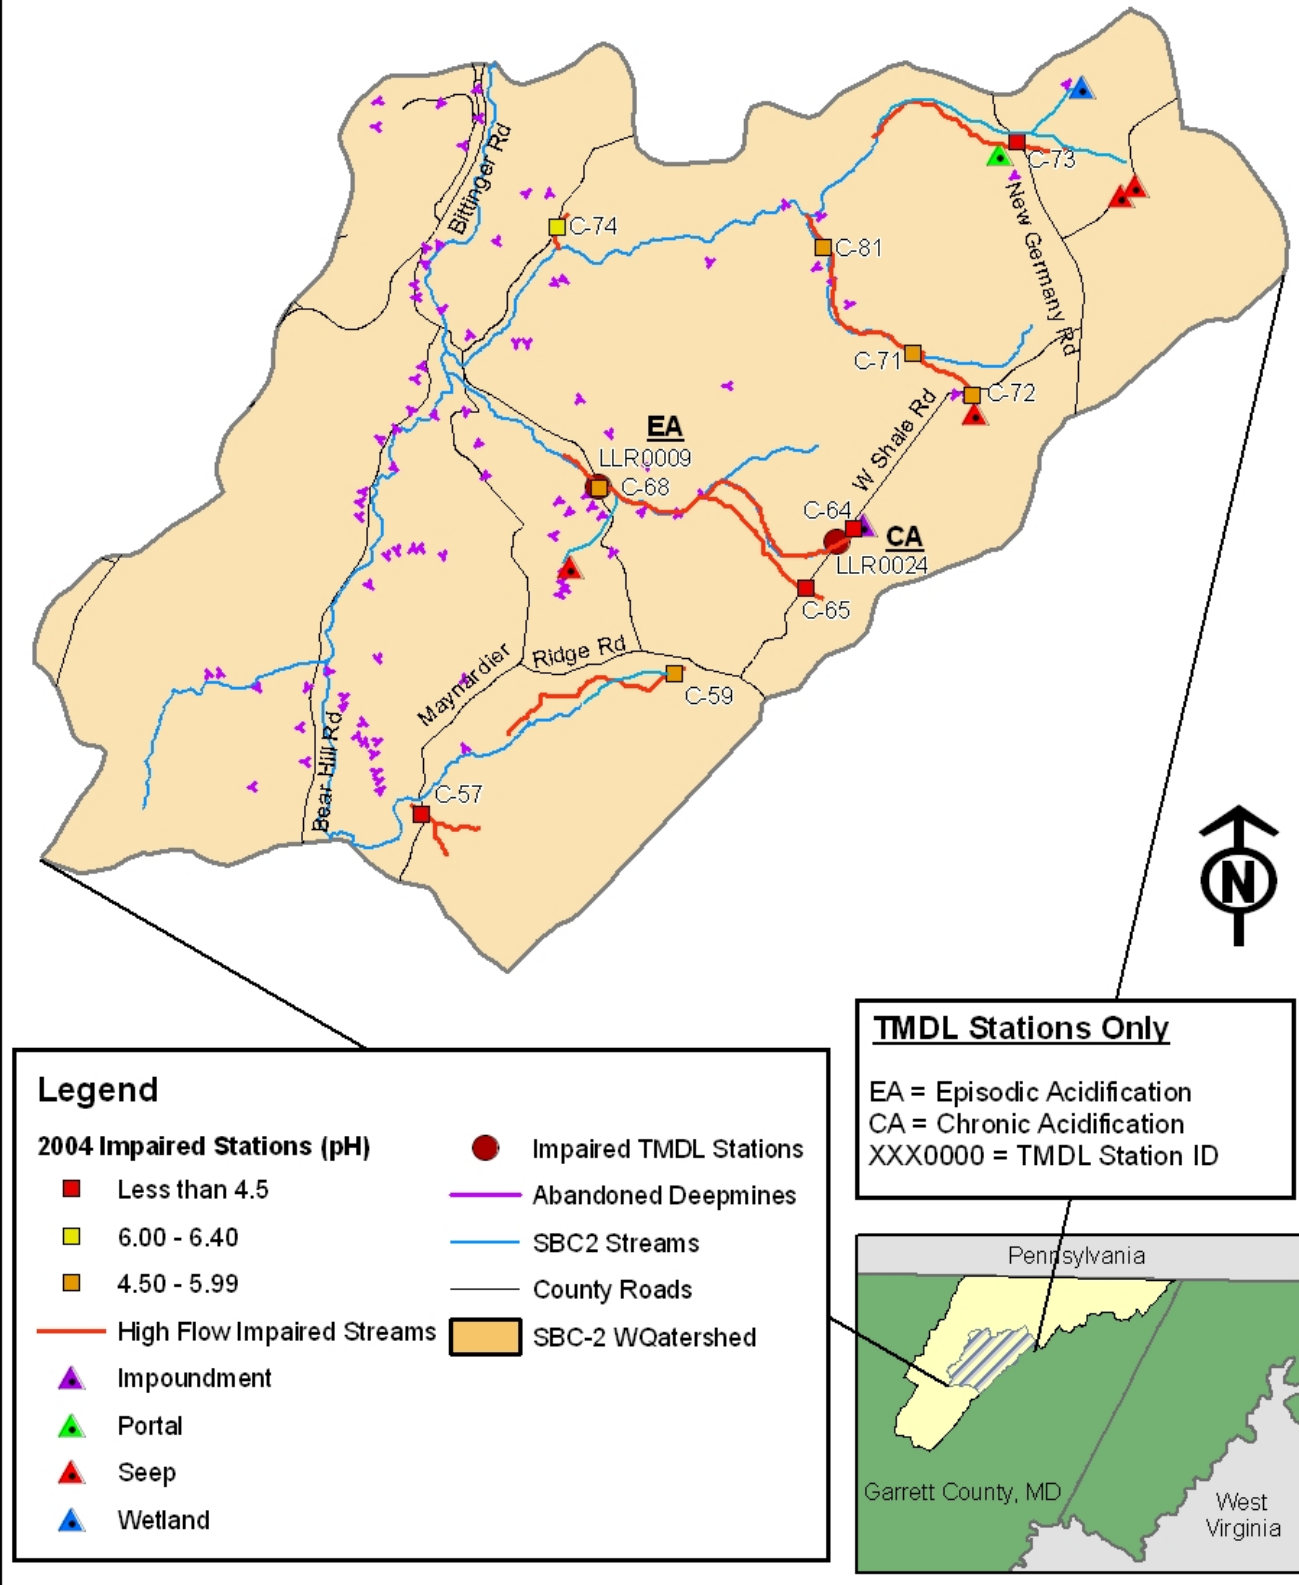 Bittinger Rd
C-74
C-73
New Germany Rd
C-81
C-71
C-72
W Shale Rd
EA
LLR0009
C-68
C-64
CA
LLR0024
C-65
Maynardier
Ridge Rd
C-59
Bear Hill Rd
C-57
N
TMDL Stations Only
EA = Episodic Acidification
CA = Chronic Acidification
XXX0000 = TMDL Station ID
Legend
2004 Impaired Stations (pH)
Less than 4.5
6.00 - 6.40
4.50 - 5.99
High Flow Impaired Streams
Impoundment
Portal
Seep
Wetland
Impaired TMDL Stations
Abandoned Deepmines
SBC2 Streams
County Roads
SBC-2 WQatershed
Pennsylvania
Garrett County, MD
West
Virginia